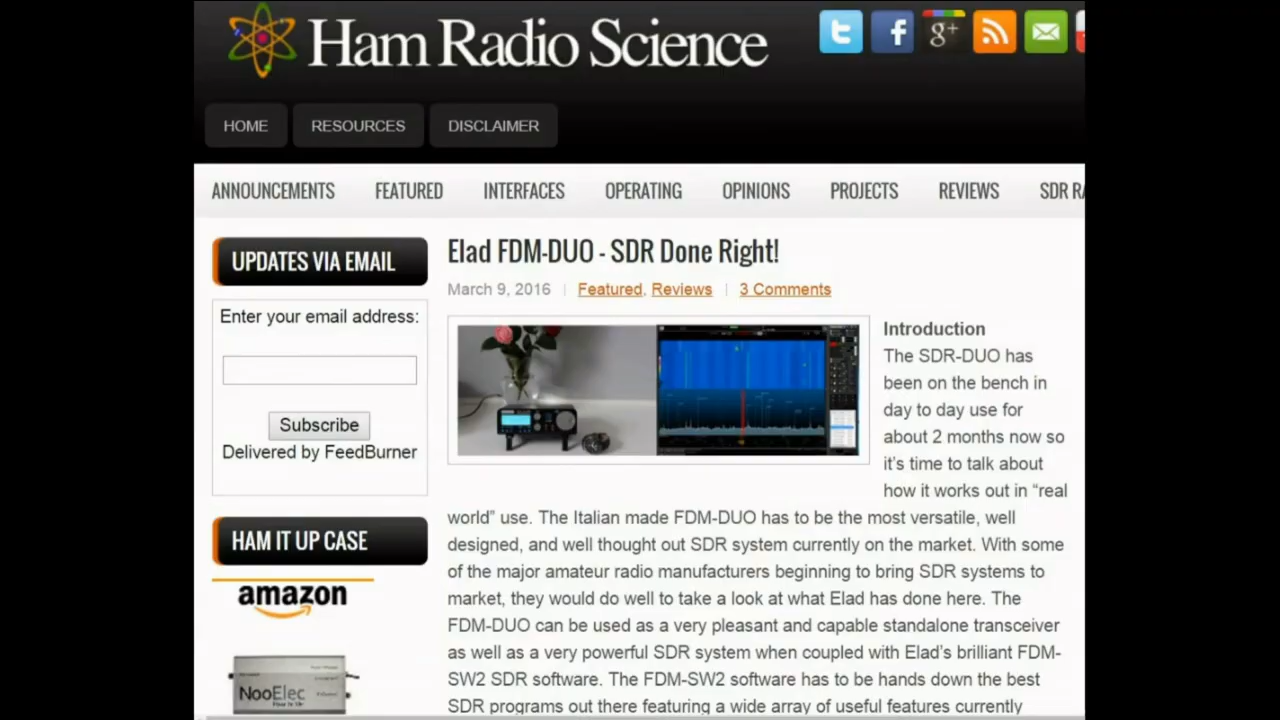 Ham Radio Science
HOME
RESOURCES
DISCLAIMER
ANNOUNCEMENTS
FEATURED
INTERFACES
OPERATING
OPINIONS
PROJECTS
REVIEWS
SDR RA
UPDATES VIA EMAIL
Enter your email address:
Subscribe
Delivered by FeedBurner
HAM IT UP CASE
amazon
NooElec
Elad FDM-DUO - SDR Done Right!
March 9, 2016
Featured, Reviews
3 Comments
Introduction
The SDR-DUO has
been on the bench in
day to day use for
about 2 months now so
it’s time to talk about
how it works out in “real
world” use. The Italian made FDM-DUO has to be the most versatile, well
designed, and well thought out SDR system currently on the market. With some
of the major amateur radio manufacturers beginning to bring SDR systems to
market, they would do well to take a look at what Elad has done here. The
FDM-DUO can be used as a very pleasant and capable standalone transceiver
as well as a very powerful SDR system when coupled with Elad’s brilliant FDM-
SW2 SDR software. The FDM-SW2 software has to be hands down the best
SDR programs out there featuring a wide array of useful features currently